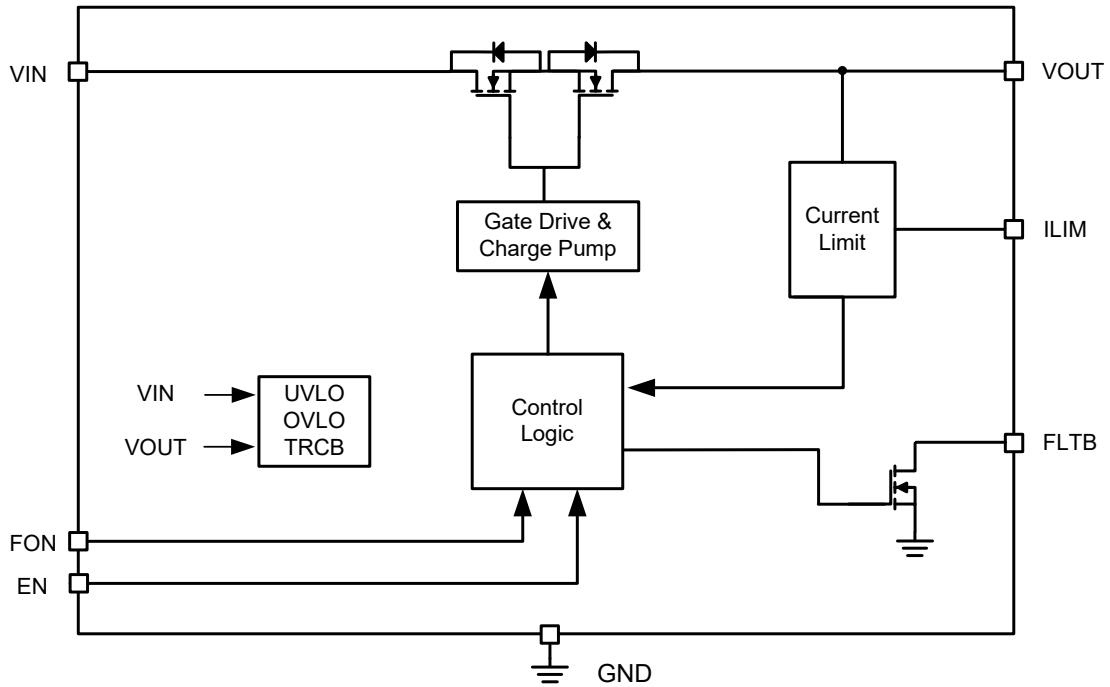 VIN
VOUT
Gate Drive &
Charge Pump
Current
Limit
ILIM
VIN
VOUT
UVLO
OVLO
TRCB
Control
Logic
FLTB
FON
EN
GND